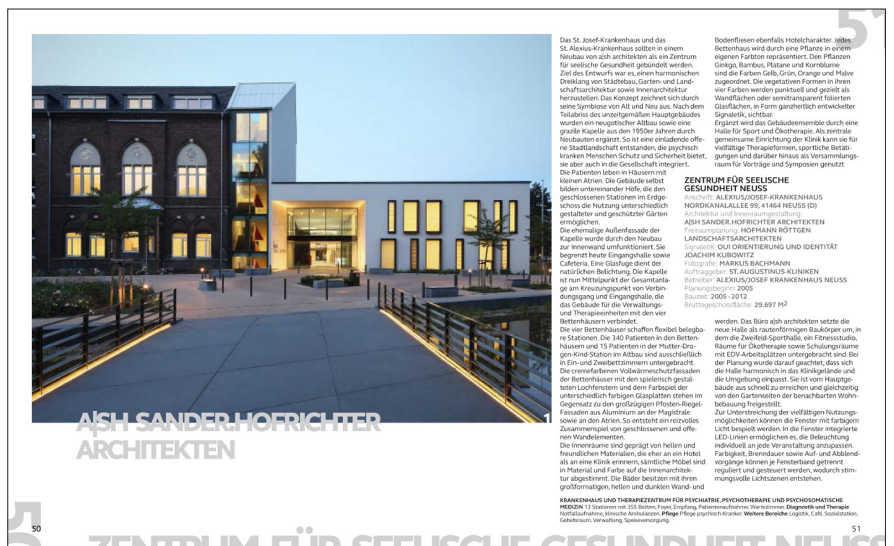 51
Das St. Josef-Krankenhaus und das
St. Alexius-Krankenhaus sollten in einem
Neubau von a|sh architekten als ein Zentrum
für seelische Gesundheit gebündelt werden.
Ziel des Entwurfs war es, einen harmonischen
Dreiklang von Städtebau, Garten- und Land-
schaftsarchitektur sowie Innenarchitektur
herzustellen. Das Konzept zeichnet sich durch
seine Symbiose von Alt und Neu aus. Nach dem
Teilabriss des unzeitgemäßen Hauptgebäudes
wurden ein neugotischer Altbau sowie eine
grazile Kapelle aus den 1950er Jahren durch
Neubauten ergänzt. So ist eine einladende offe-
ne Stadtlandschaft entstanden, die psychisch
kranken Menschen Schutz und Sicherheit bietet,
sie aber auch in die Gesellschaft integriert.
Die Patienten leben in Häusern mit
kleinen Atrien. Die Gebäude selbst
bilden untereinander Höfe, die den
geschlossenen Stationen im Erdge-
schoss die Nutzung unterschiedlich
gestalteter und geschützter Gärten
ermöglichen.
Die ehemalige Außenfassade der
Kapelle wurde durch den Neubau
zur Innenwand umfunktioniert. Sie
begrenzt heute Eingangshalle sowie
Cafeteria. Eine Glasfuge dient der
natürlichen Belichtung. Die Kapelle
ist nun Mittelpunkt der Gesamtanla-
ge am Kreuzungspunkt von Verbin-
dungsgang und Eingangshalle, die
das Gebäude für die Verwaltungs-
und Therapieeinheiten mit den vier
Bettenhäusern verbindet.
Die vier Bettenhäuser schaffen flexibel belegba-
re Stationen. Die 340 Patienten in den Betten-
häusern und 15 Patienten in der Mutter-Dro-
gen-Kind-Station im Altbau sind ausschließlich
in Ein- und Zweibettzimmern untergebracht.
Die cremefarbenen Vollwärmeschutzfassaden
der Bettenhäuser mit den spielerisch gestal-
teten Lochfenstern und dem Farbspiel der
unterschiedlich farbigen Glasplatten stehen im
Gegensatz zu den großzügigen Pfosten-Riegel-
Fassaden aus Aluminium an der Magistrale
sowie an den Atrien. So entsteht ein reizvolles
Zusammenspiel von geschlossenen und offe-
nen Wandelementen.
Die Innenräume sind geprägt von hellen und
freundlichen Materialien, die eher an ein Hotel
als an eine Klinik erinnern, sämtliche Möbel sind
in Material und Farbe auf die Innenarchitek-
tur abgestimmt. Die Bäder besitzen mit ihren
großformatigen, hellen und dunklen Wand- und
Bodenfliesen ebenfalls Hotelcharakter. Jedes
Bettenhaus wird durch eine Pflanze in einem
eigenen Farbton repräsentiert. Den Pflanzen
Ginkgo, Bambus, Platane und Kornblume
sind die Farben Gelb, Grün, Orange und Malve
zugeordnet. Die vegetativen Formen in ihren
vier Farben werden punktuell und gezielt als
Wandflächen oder semitransparent folierten
Glasflächen, in Form ganzheitlich entwickelter
Signaletik, sichtbar.
Ergänzt wird das Gebäudeensemble durch eine
Halle für Sport und Ökotherapie. Als zentrale
gemeinsame Einrichtung der Klinik kann sie für
vielfältige Therapieformen, sportliche Betäti-
gungen und darüber hinaus als Versammlungs-
raum für Vorträge und Symposien genutzt
ZENTRUM FÜR SEELISCHE
GESUNDHEIT NEUSS
Anschrift: ALEXIUS/JOSEF-KRANKENHAUS
NORDKANALALLEE 99, 41464 NEUSS (D)
Architektur und Innenraumgestaltung:
A|SH SANDER.HOFRICHTER ARCHITEKTEN
Freiraumplanung: HOFMANN RÖTTGEN
LANDSCHAFTSARCHITEKTEN
Signaletik: OUI ORIENTIERUNG UND IDENTITÄT
JOACHIM KUBOWITZ
Fotografie: MARKUS BACHMANN
Auftraggeber: ST. AUGUSTINUS-KLINIKEN
Betreiber: ALEXIUS/JOSEF KRANKENHAUS NEUSS
Planungsbeginn: 2005
Bauzeit: 2005-2012
Bruttogeschossfläche: 29.697 M2
werden. Das Büro a|sh architekten setzte die
neue Halle als rautenförmigen Baukörper um, in
dem die Zweifeld-Sporthalle, ein Fitnessstudio,
Räume für Ökotherapie sowie Schulungsräume
mit EDV-Arbeitsplätzen untergebracht sind. Bei
der Planung wurde darauf geachtet, dass sich
die Halle harmonisch in das Klinikgelände und
die Umgebung einpasst. Sie ist vom Hauptge-
bäude aus schnell zu erreichen und gleichzeitig
von den Gartenseiten der benachbarten Wohn-
bebauung freigestellt.
Zur Unterstreichung der vielfältigen Nutzungs-
möglichkeiten können die Fenster mit farbigem
Licht bespielt werden. In die Fenster integrierte
LED-Linien ermöglichen es, die Beleuchtung
individuell an jede Veranstaltung anzupassen.
Farbigkeit, Brenndauer sowie Auf- und Abblend-
vorgänge können je Fensterband getrennt
reguliert und gesteuert werden, wodurch stim-
mungsvolle Lichtszenen entstehen.
1
A|SH SANDER.HOFRICHTER
ARCHITEKTEN
KRANKENHAUS UND THERAPIEZENTRUM FÜR PSYCHIATRIE, PSYCHOTHERAPIE UND PSYCHOSOMATISCHE
MEDIZIN 13 Stationen mit 355 Betten, Foyer, Empfang, Patientenaufnahme, Wartezimmer. Diagnostik und Therapie
Notfallaufnahme, klinische Ambulanzen. Pflege Pflege psychisch Kranker. Weitere Bereiche Logistik, Café, Sozialstation,
Gebetsraum, Verwaltung, Speiseversorgung.
50
51
ZENTRUM FÜR SEELISCHE GESUNDHEIT NEUSS